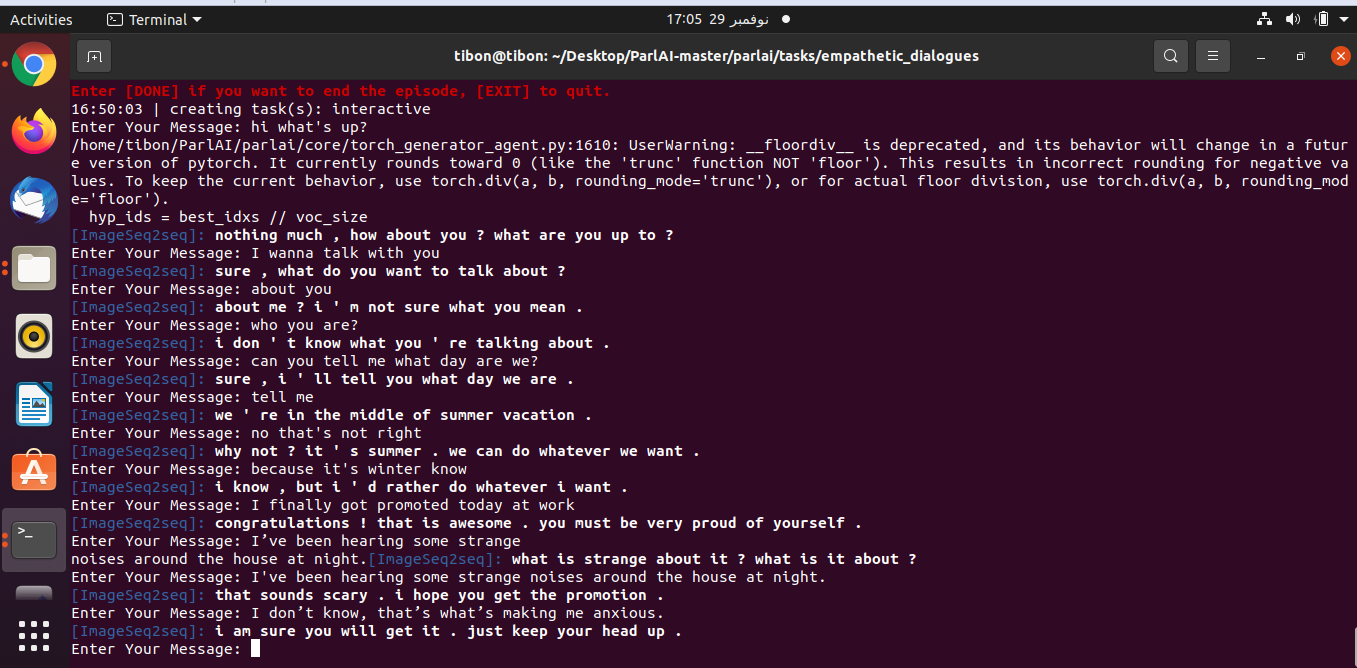 Activities
Terminal
17:05 29 نوفمبر
tibon@tibon: ~/Desktop/ParlAI-master/parlai/tasks/empathetic_dialogues
Enter [DONE] if you want to end the episode, [EXIT] to quit.
16:50:03 | creating task(s): interactive
Enter Your Message: hi what's up?
/home/tibon/ParlAI/parlai/core/torch_generator_agent.py:1610: UserWarning: __floordiv__ is deprecated, and its behavior will change in a futur
e version of pytorch. It currently rounds toward 0 (like the 'trunc' function NOT 'floor'). This results in incorrect rounding for negative va
lues. To keep the current behavior, use torch.div(a, b, rounding_mode='trunc'), or for actual floor division, use torch.div(a, b, rounding_mod
e='floor').
hyp_ids = best_idxs // voc_size
[ImageSeq2seq]: nothing much , how about you ? what are you up to ?
Enter Your Message: I wanna talk with you
[ImageSeq2seq]: sure , what do you want to talk about ?
Enter Your Message: about you
[ImageSeq2seq]: about me ? i ' m not sure what you mean .
Enter Your Message: who you are?
[ImageSeq2seq]: i don ' t know what you ' re talking about .
Enter Your Message: can you tell me what day are we?
[ImageSeq2seq]: sure , i ' ll tell you what day we are .
Enter Your Message: tell me
[ImageSeq2seq]: we ' re in the middle of summer vacation .
Enter Your Message: no that's not right
[ImageSeq2seq]: why not ? it ' s summer . we can do whatever we want .
Enter Your Message: because it's winter know
[ImageSeq2seq]: i know , but i ' d rather do whatever i want .
Enter Your Message: I finally got promoted today at work
[ImageSeq2seq]: congratulations ! that is awesome . you must be very proud of yourself .
Enter Your Message: I’ve been hearing some strange
noises around the house at night.[ImageSeq2seq]: what is strange about it ? what is it about ?
Enter Your Message: I've been hearing some strange noises around the house at night.
[ImageSeq2seq]: that sounds scary . i hope you get the promotion .
Enter Your Message: I don’t know, that’s what’s making me anxious.
[ImageSeq2seq]: i am sure you will get it . just keep your head up .
Enter Your Message: